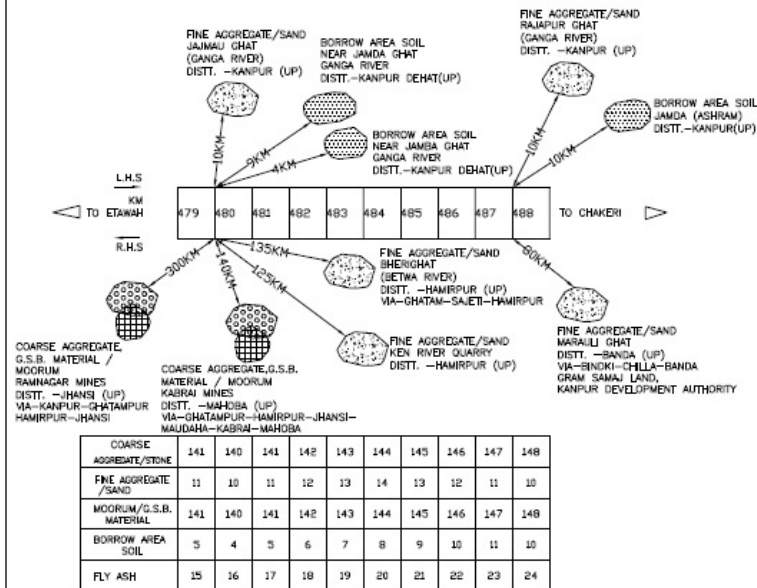 FINE AGGREGATE/SAND
JAJMAU GHAT
(GANGA RIVER)
DISTT. -KANPUR (UP)
BORROW AREA SOIL
NEAR JAMDA GHAT
GANGA RIVER
DISTT.-KANPUR DEHAT(UP)
FINE AGGREGATE/SAND
RAJAPUR GHAT
(GANGA RIVER)
DISTT. -KANPUR (UP)
BORROW AREA SOIL
JAMDA (ASHRAM)
DISTT.-KANPUR(UP)
BORROW AREA SOIL
NEAR JAMBA GHAT
GANGA RIVER
DISTT.-KANPUR DEHAT(UP)
10KM
9KM
4KM
10KM
10KM
L.H.S
KM
TO ETAWAH
R.H.S
479 480 481 482 483 484 485 486 487 488
TO CHAKERI
300KM
140KM
135KM
125KM
80KM
FINE AGGREGATE/SAND
BHERIGHAT
(BETWA RIVER)
DISTT. -HAMIRPUR (UP)
VIA-GHATAM-SAJETI-HAMIRPUR
COARSE AGGREGATE,
G.S.B. MATERIAL /
MOORUM
RAMNAGAR MINES
DISTT. -JHANSI (UP)
VIA-KANPUR-GHATAMPUR
HAMIRPUR-JHANSI
COARSE AGGREGATE,G.S.B.
MATERIAL / MOORUM
KABRAI MINES
DISTT. -MAHOBA (UP)
VIA-GHATAMPUR-HAMIRPUR-JHANSI-
MAUDAHA-KABRAI-MAHOBA
FINE AGGREGATE/SAND
KEN RIVER QUARRY
DISTT. -HAMIRPUR (UP)
FINE AGGREGATE/SAND
MARAULI GHAT
DISTT. -BANDA (UP)
VIA-BINDKI-CHILLA-BANDA
GRAM SAMAJ LAND,
KANPUR DEVELOPMENT AUTHORITY
COARSE
AGGREGATE/STONE 141 140 141 142 143 144 145 146 147 148
FINE AGGREGATE
/SAND 11 10 11 12 13 14 13 12 11 10
MOORUM/G.S.B.
MATERIAL 141 140 141 142 143 144 145 146 147 148
BORROW AREA
SOIL 5 4 5 6 7 8 9 10 11 10
FLY ASH 15 16 17 18 19 20 21 22 23 24